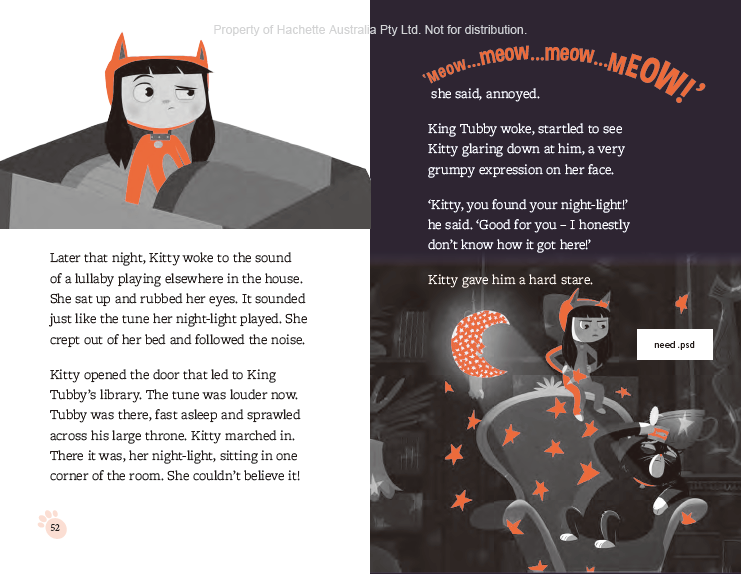 Property of Hachette Australia Pty Ltd. Not for distribution.
Later that night, Kitty woke to the sound
of a lullaby playing elsewhere in the house.
She sat up and rubbed her eyes. It sounded
just like the tune her night-light played. She
crept out of her bed and followed the noise.
Kitty opened the door that led to King
Tubby’s library. The tune was louder now.
Tubby was there, fast asleep and sprawled
across his large throne. Kitty marched in.
There it was, her night-light, sitting in one
corner of the room. She couldn’t believe it!
52
‘Meow...meow...meow...MEOW!’
she said, annoyed.
King Tubby woke, startled to see
Kitty glaring down at him, a very
grumpy expression on her face.
‘Kitty, you found your night-light!’
he said. ‘Good for you – I honestly
don’t know how it got here!’
Kitty gave him a hard stare.
need .psd